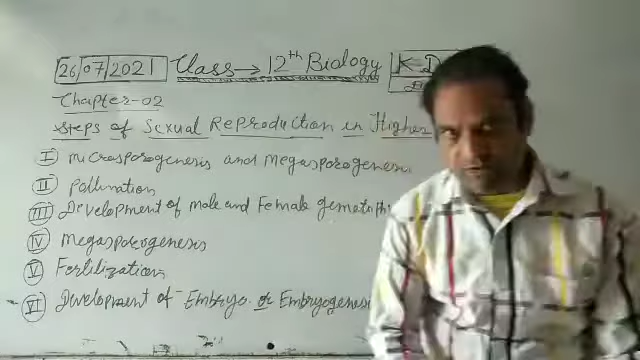 26/07/2021 Class → 12th Biology K D
Chapter-02
Steps of Sexual Reproduction in Higher
I Microsporogenesis and Megasporogenesis
II Pollination
III Development of Male and Female gematoph
IV Megasporogenesis
V Fertilization
VI Development of Embryo or Embryogenesis